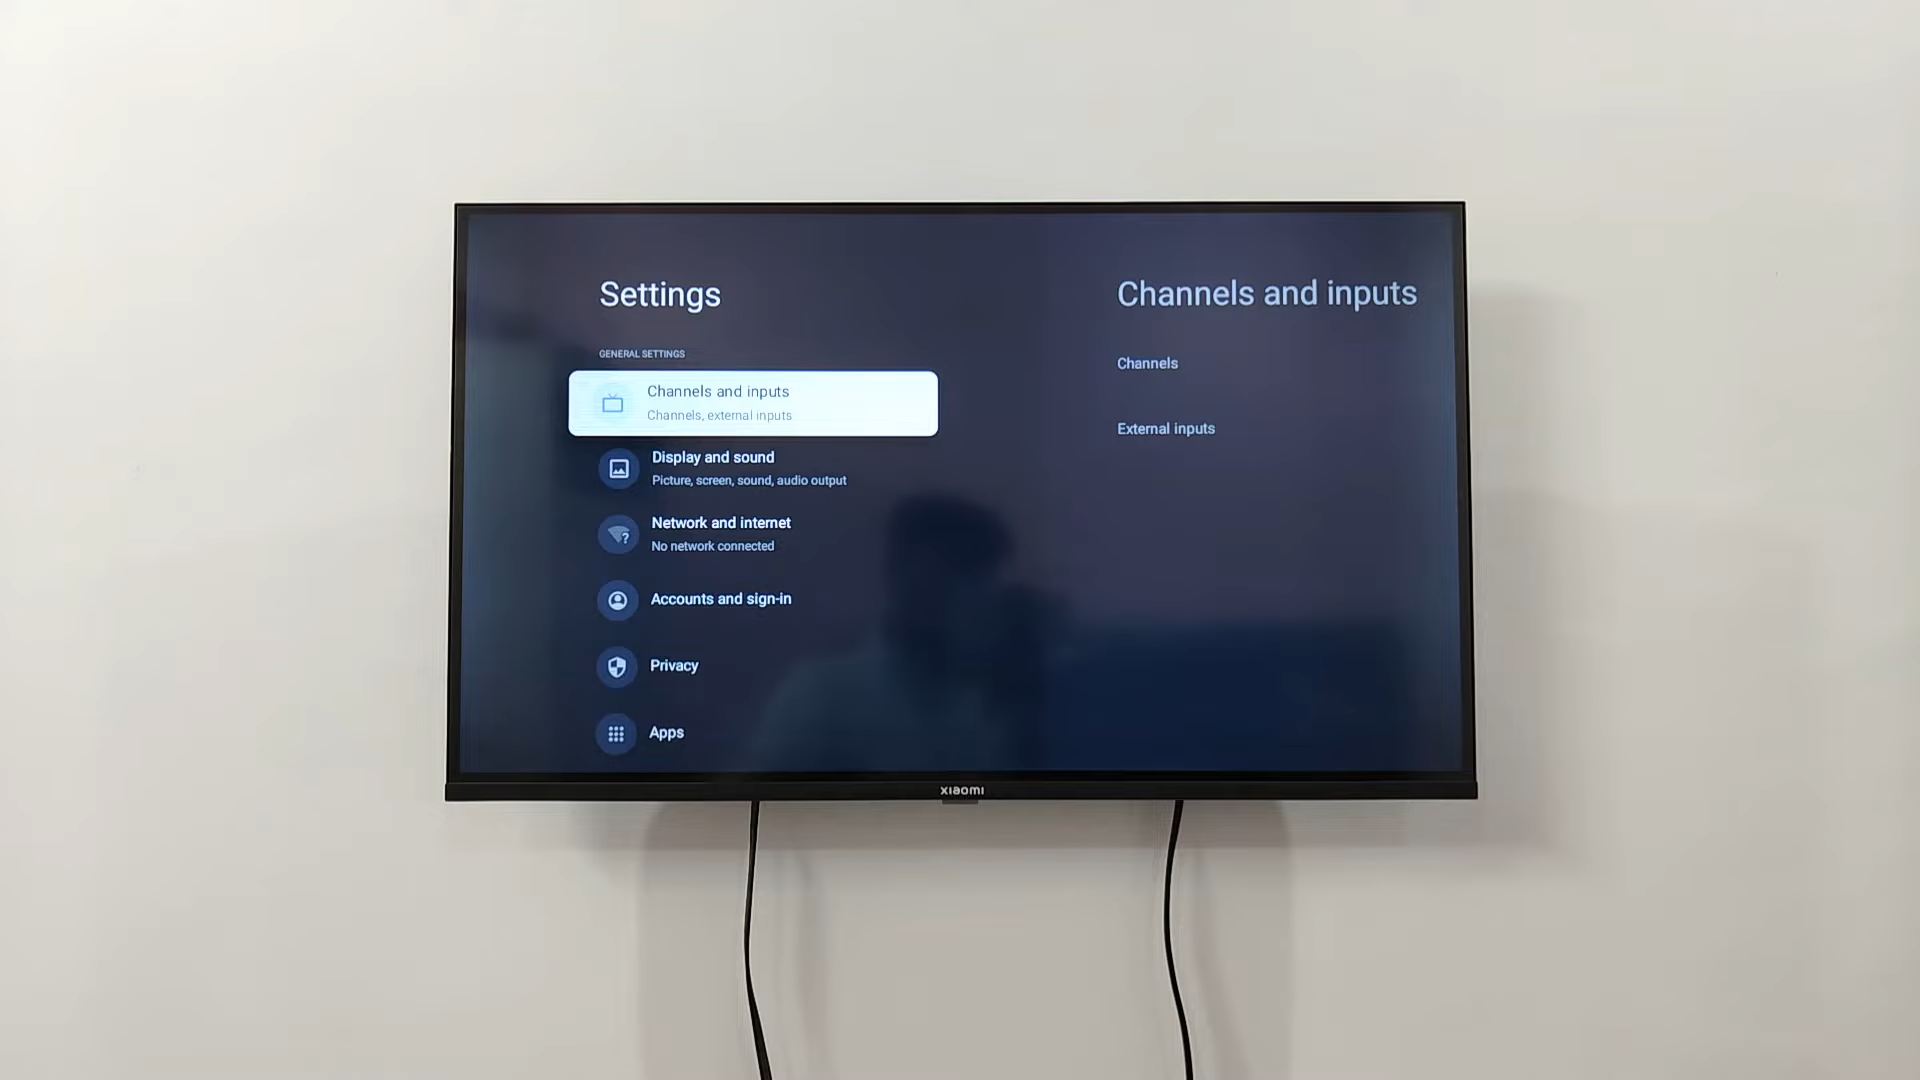 Settings
GENERAL SETTINGS
Channels and inputs
Channels, external inputs
Display and sound
Picture, screen, sound, audio output
Network and internet
No network connected
Accounts and sign-in
Privacy
Apps
Channels and inputs
Channels
External inputs
xiaomi